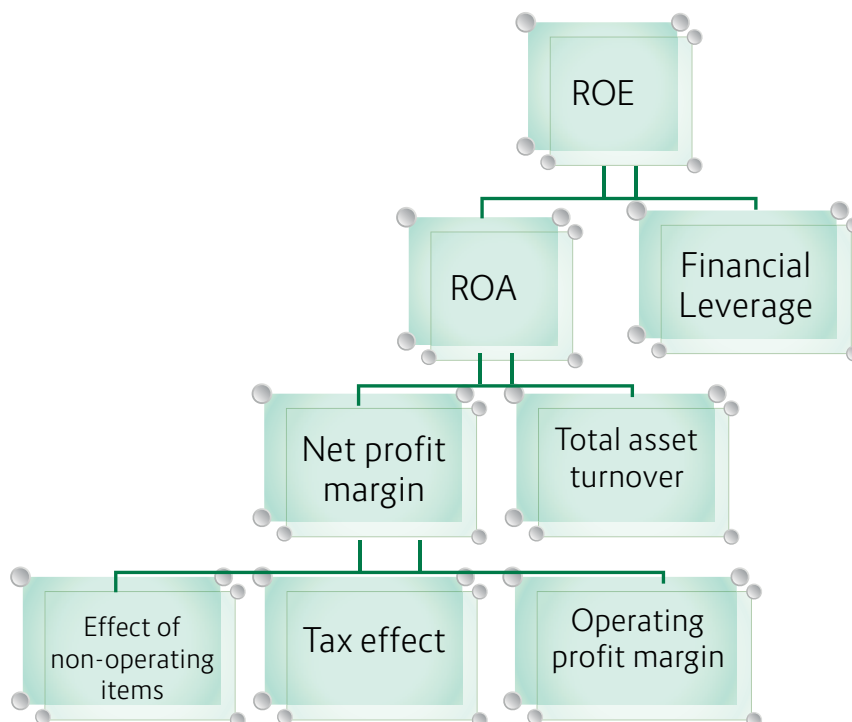 ROE
ROA
Financial
Leverage
Net profit
margin
Total asset
turnover
Effect of
non-operating
items
Tax effect
Operating
profit margin